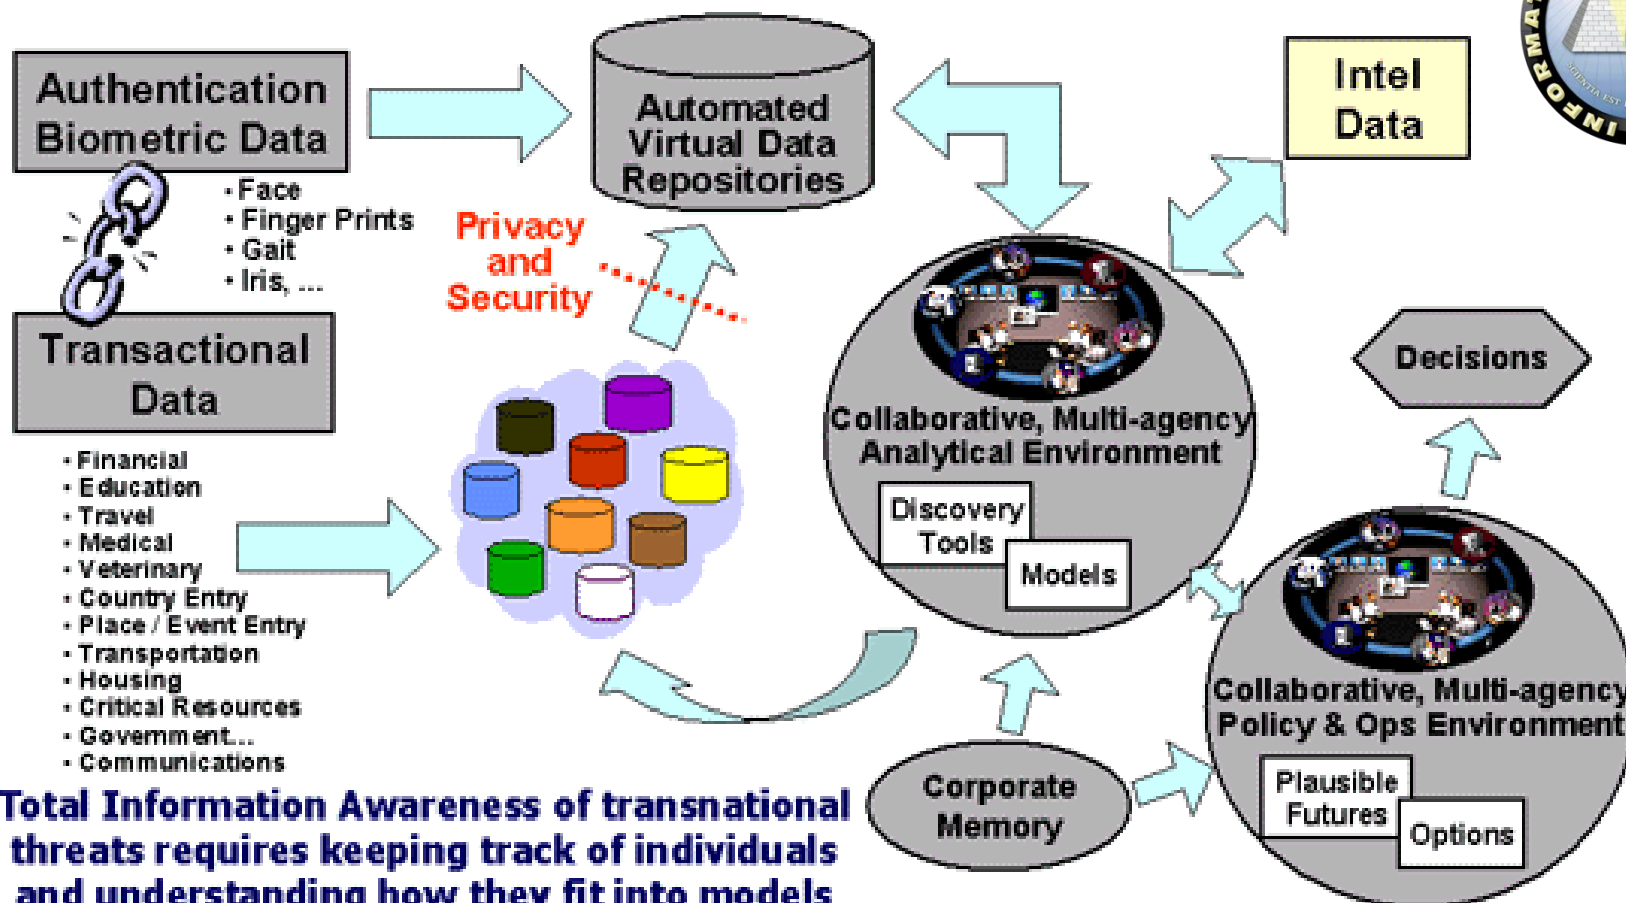 Authentication
Biometric Data
• Face
• Finger Prints
• Gait
• Iris, ...
Transactional
Data
• Financial
• Education
• Travel
• Medical
• Veterinary
• Country Entry
• Place / Event Entry
• Transportation
• Housing
• Critical Resources
• Government...
• Communications
Automated
Virtual Data
Repositories
Privacy
and
Security
Intel
Data
INFORMAT
SCIENTIA EST
Collaborative, Multi-agency
Analytical Environment
Discovery
Tools
Models
Decisions
Collaborative, Multi-agency
Policy & Ops Environment
Plausible
Futures
Options
Corporate
Memory
Total Information Awareness of transnational
threats requires keeping track of individuals
and understanding how they fit into models